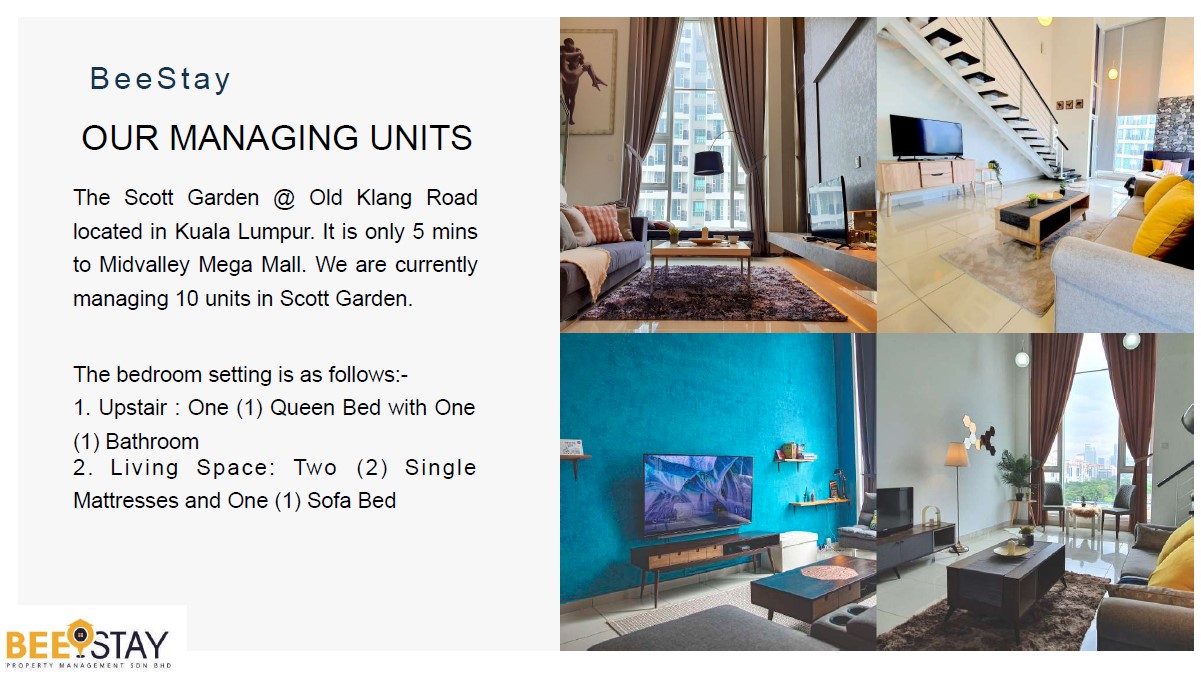 BeeStay
OUR MANAGING UNITS
The Scott Garden @ Old Klang Road
located in Kuala Lumpur. It is only 5 mins
to Midvalley Mega Mall. We are currently
managing 10 units in Scott Garden.
The bedroom setting is as follows:-
1. Upstair : One (1) Queen Bed with One
(1) Bathroom
2. Living Space: Two (2) Single
Mattresses and One (1) Sofa Bed
BEE STAY
PROPERTY MANAGEMENT SDN BHD